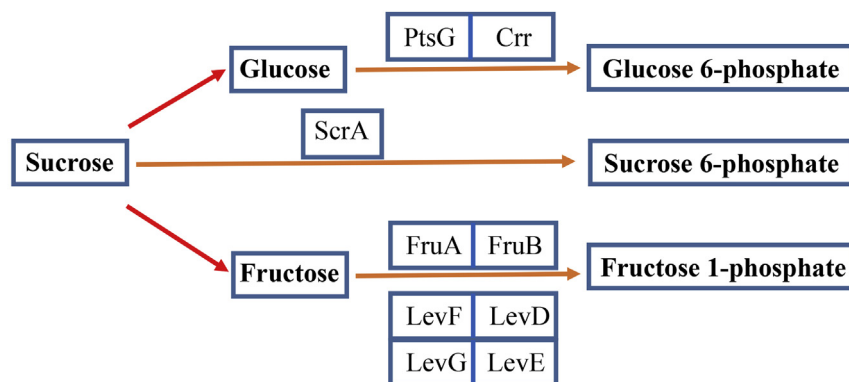 PtsG Crr
Glucose
Glucose 6-phosphate
ScrA
Sucrose
Sucrose 6-phosphate
FruA FruB
Fructose
Fructose 1-phosphate
LevF LevD
LevG LevE